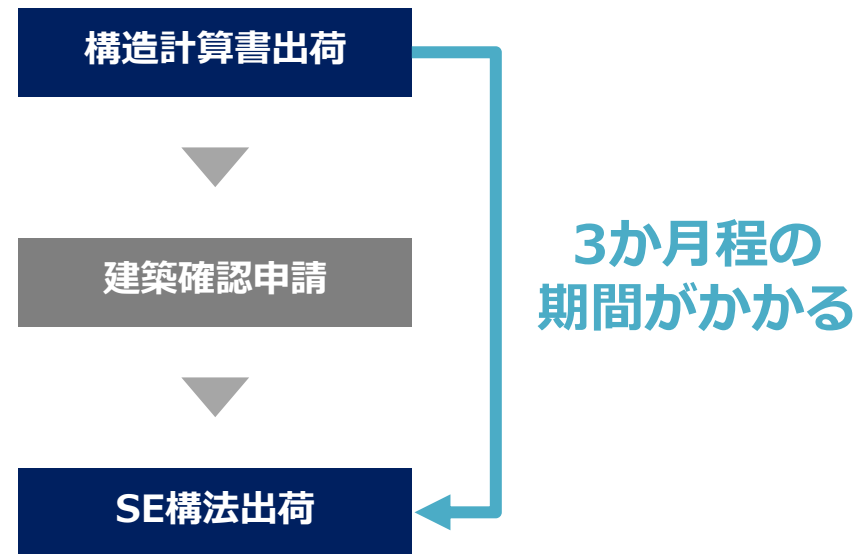 構造計算書出荷
建築確認申請
SE構法出荷
3か月程の
期間がかかる